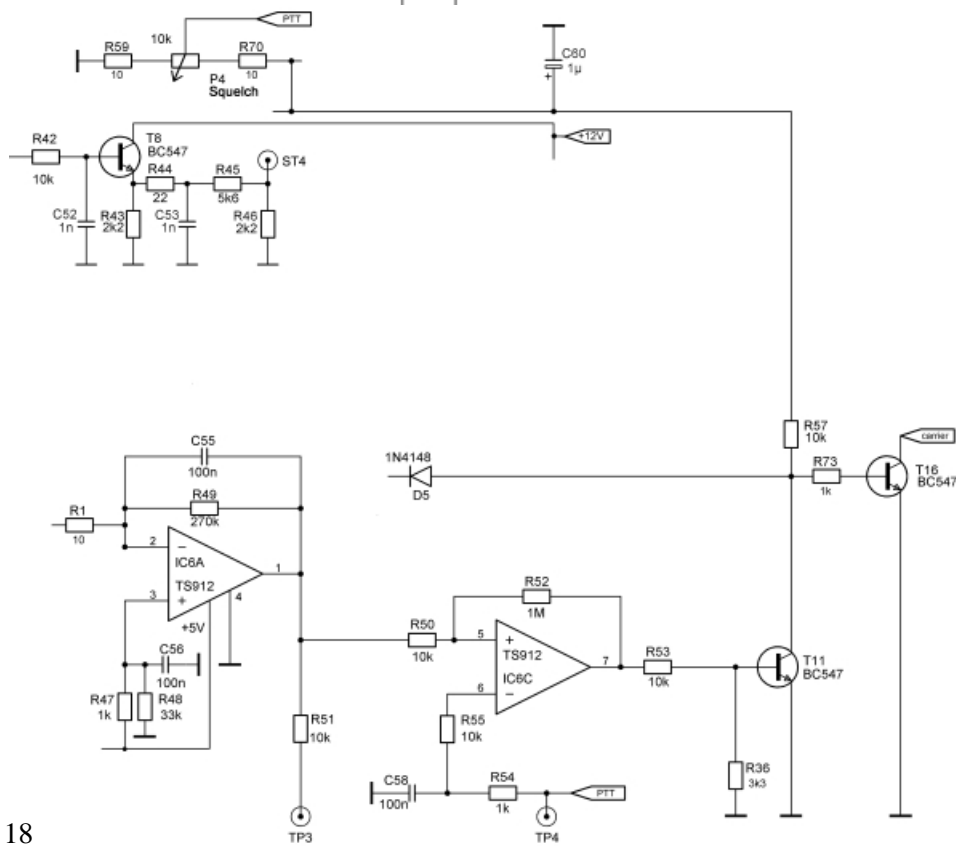 PTT
10k
R59
10
R70
10
P4
Squelch
C60
1µ
+
+12V
R42
10k
T8
BC547
R44
22
R45
5k6
ST4
C52
1n
R43
2k2
C53
1n
R46
2k2
C55
100n
R49
270k
R1
10
2
−
IC6A
TS912
1
3
+
4
+5V
C56
100n
R47
1k
R48
33k
R51
10k
TP3
1N4148
D5
R57
10k
R73
1k
carrier
T16
BC547
R52
1M
R50
10k
5
+
TS912
7
IC6C
6
−
R53
10k
T11
BC547
R55
10k
C58
100n
R54
1k
PTT
TP4
R36
3k3
18